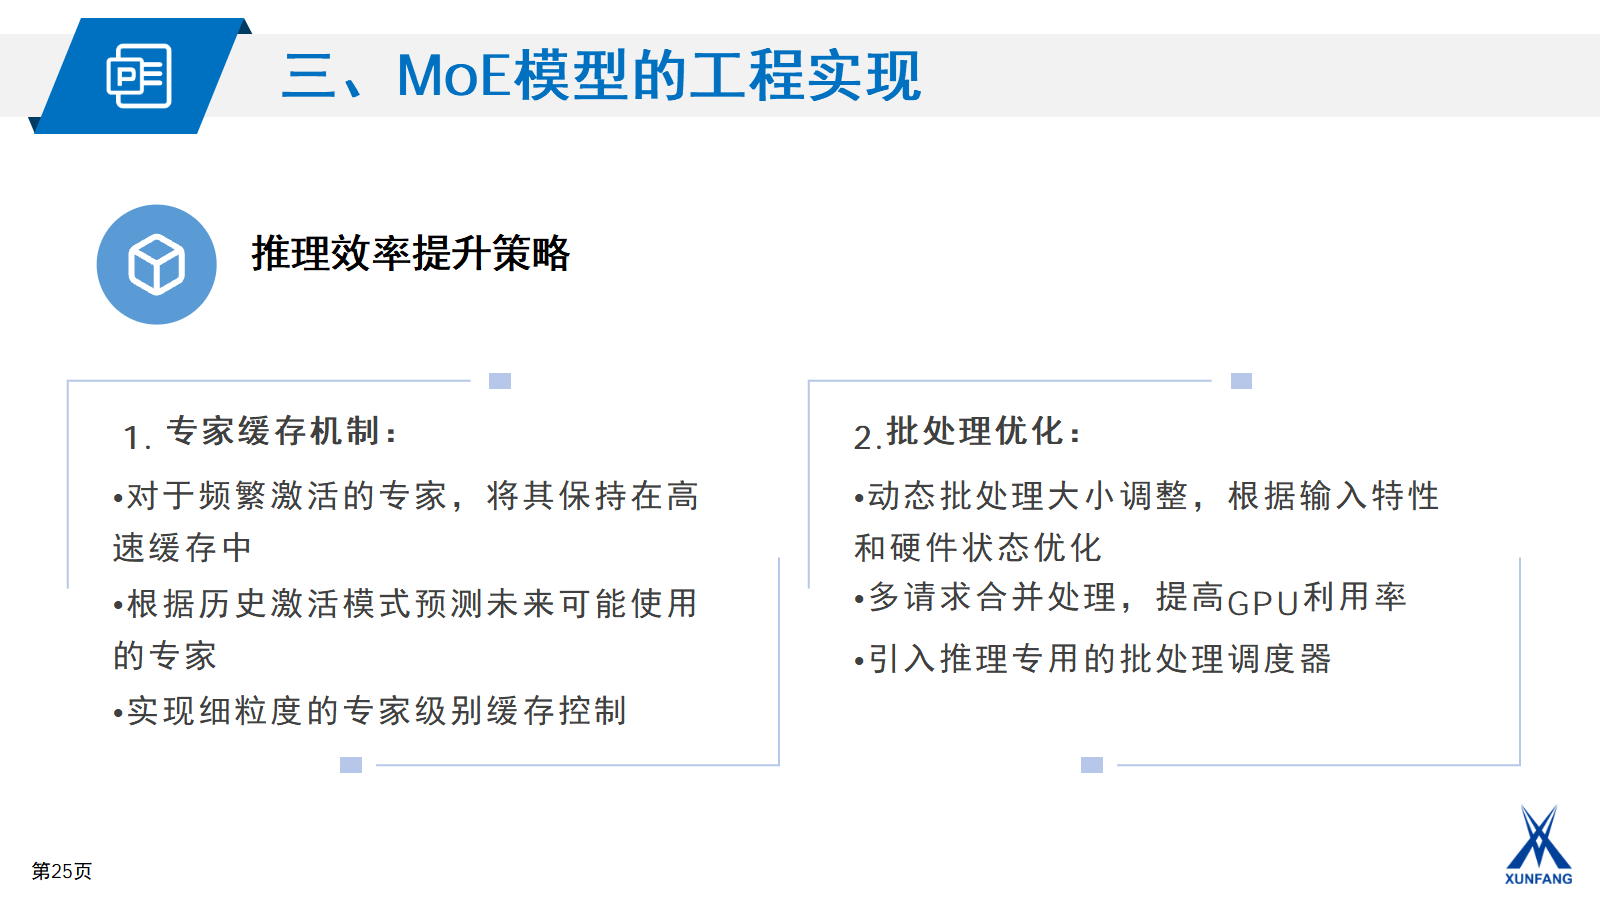 三、MoE模型的工程实现
推理效率提升策略
1. 专家缓存机制：
•对于频繁激活的专家，将其保持在高
速缓存中
•根据历史激活模式预测未来可能使用
的专家
•实现细粒度的专家级别缓存控制
2.批处理优化：
•动态批处理大小调整，根据输入特性
和硬件状态优化
•多请求合并处理，提高GPU利用率
•引入推理专用的批处理调度器
第25页
XUNFANG